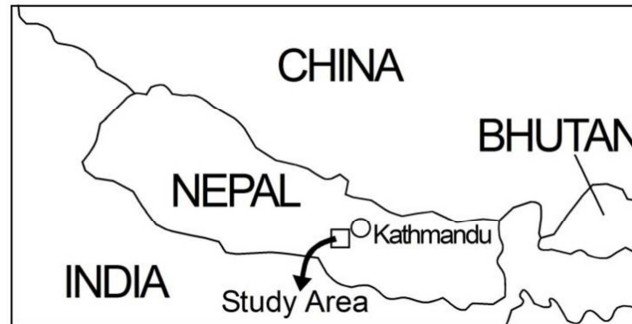 CHINA
BHUTAN
NEPAL
Kathmandu
INDIA
Study Area